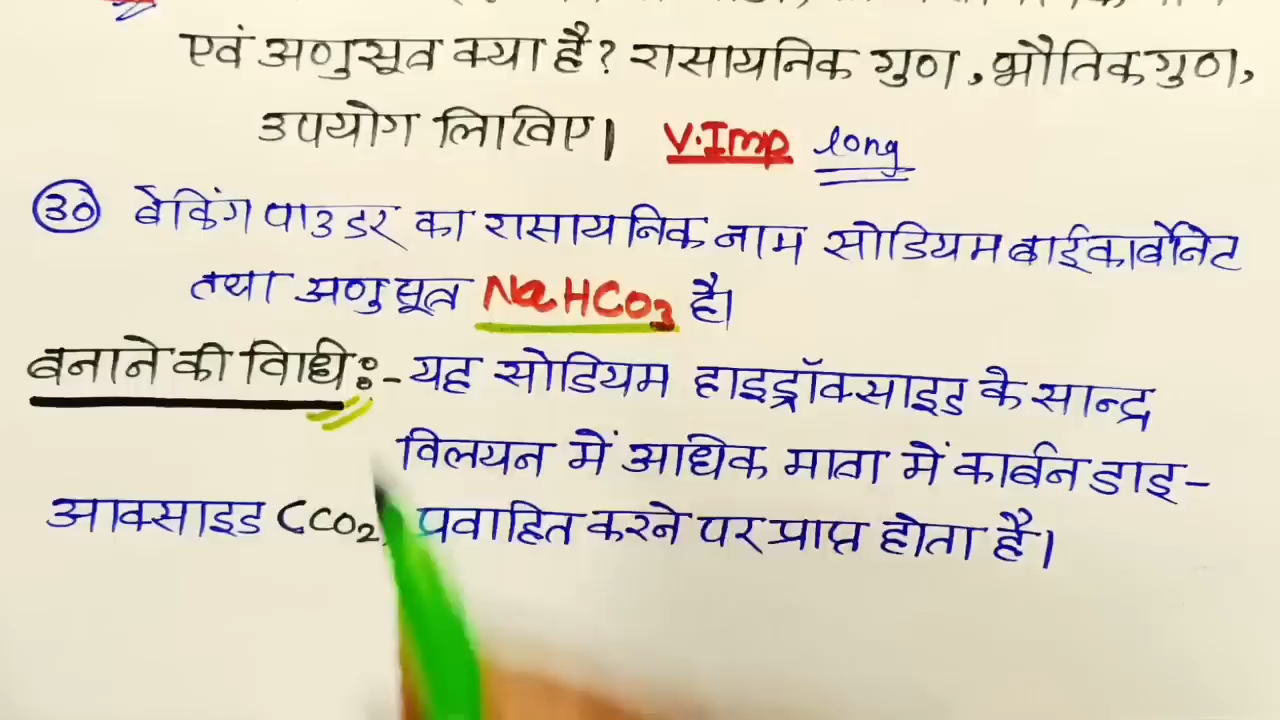 एवं अणुसूत्र क्या है? रासायनिक गुण, भौतिक गुण,
उपयोग लिखिए। V.Imp long
30 बेकिंग पाउडर का रासायनिक नाम सोडियम बाईकार्बोनेट
तथा अणुसूत्र NaHCO3 है।
बनाने की विधि :- यह सोडियम हाइड्रॉक्साइड के सान्द्र
विलयन में अधिक मात्रा में कार्बन डाइ-
आक्साइड (CO2) प्रवाहित करने पर प्राप्त होता है।